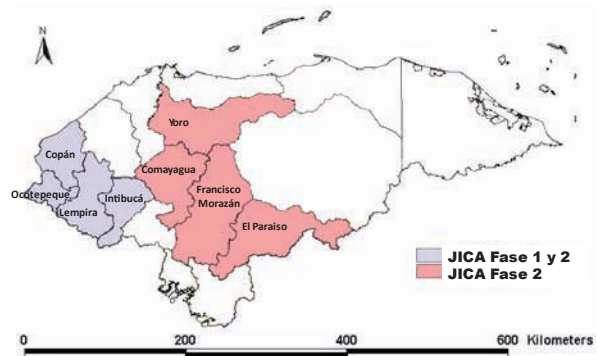 N
Yoro
Copán
Comayagua
Ocotepeque
Intibucá
Francisco
Morazán
Lempira
El Paraiso
JICA Fase 1 y 2
JICA Fase 2
0 200 400 600 Kilometers